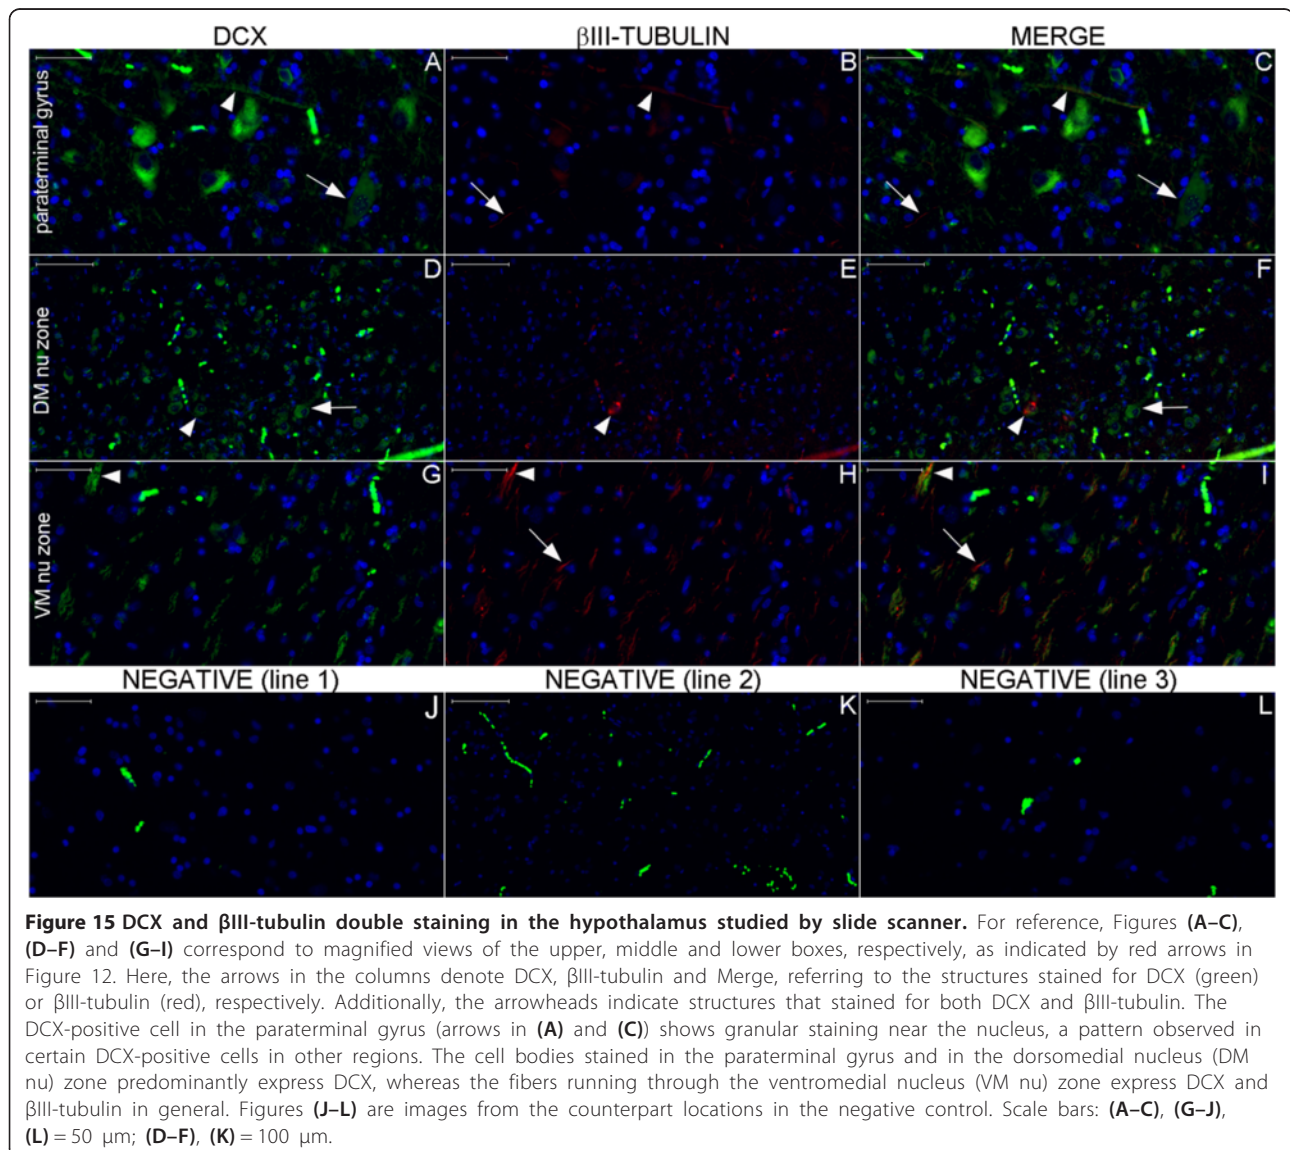 DCX βIII-TUBULIN MERGE
paraterminal gyrus
A B C
DM nu zone
D E F
VM nu zone
G H I
NEGATIVE (line 1) NEGATIVE (line 2) NEGATIVE (line 3)
J K L
Figure 15 DCX and βIII-tubulin double staining in the hypothalamus studied by slide scanner. For reference, Figures (A–C),
(D–F) and (G–I) correspond to magnified views of the upper, middle and lower boxes, respectively, as indicated by red arrows in
Figure 12. Here, the arrows in the columns denote DCX, βIII-tubulin and Merge, referring to the structures stained for DCX (green)
or βIII-tubulin (red), respectively. Additionally, the arrowheads indicate structures that stained for both DCX and βIII-tubulin. The
DCX-positive cell in the paraterminal gyrus (arrows in (A) and (C)) shows granular staining near the nucleus, a pattern observed in
certain DCX-positive cells in other regions. The cell bodies stained in the paraterminal gyrus and in the dorsomedial nucleus (DM
nu) zone predominantly express DCX, whereas the fibers running through the ventromedial nucleus (VM nu) zone express DCX and
βIII-tubulin in general. Figures (J–L) are images from the counterpart locations in the negative control. Scale bars: (A–C), (G–J),
(L) = 50 μm; (D–F), (K) = 100 μm.